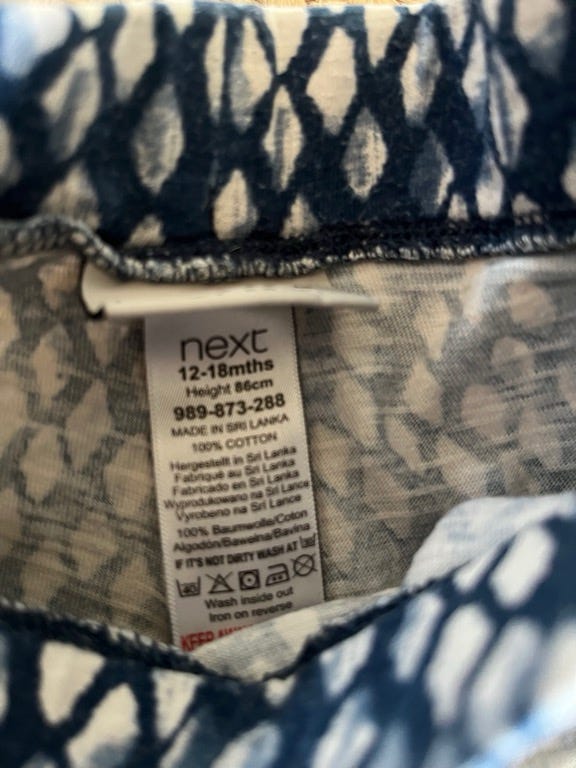 next
12-18mths
Height 86cm
989-873-288
MADE IN SRI LANKA
100% COTTON
Hergestellt in Sri Lanka
Fabriqué au Sri Lanka
Fabricado en Sri Lanka
Wyprodukowano na Sri Lance
Vyrobeno na Sri Lance
100% Baumwolle/Coton
Algodón/Bawełna/Bavlna
IF IT'S NOT DIRTY WASH AT
Wash inside out
Iron on reverse
KEEP